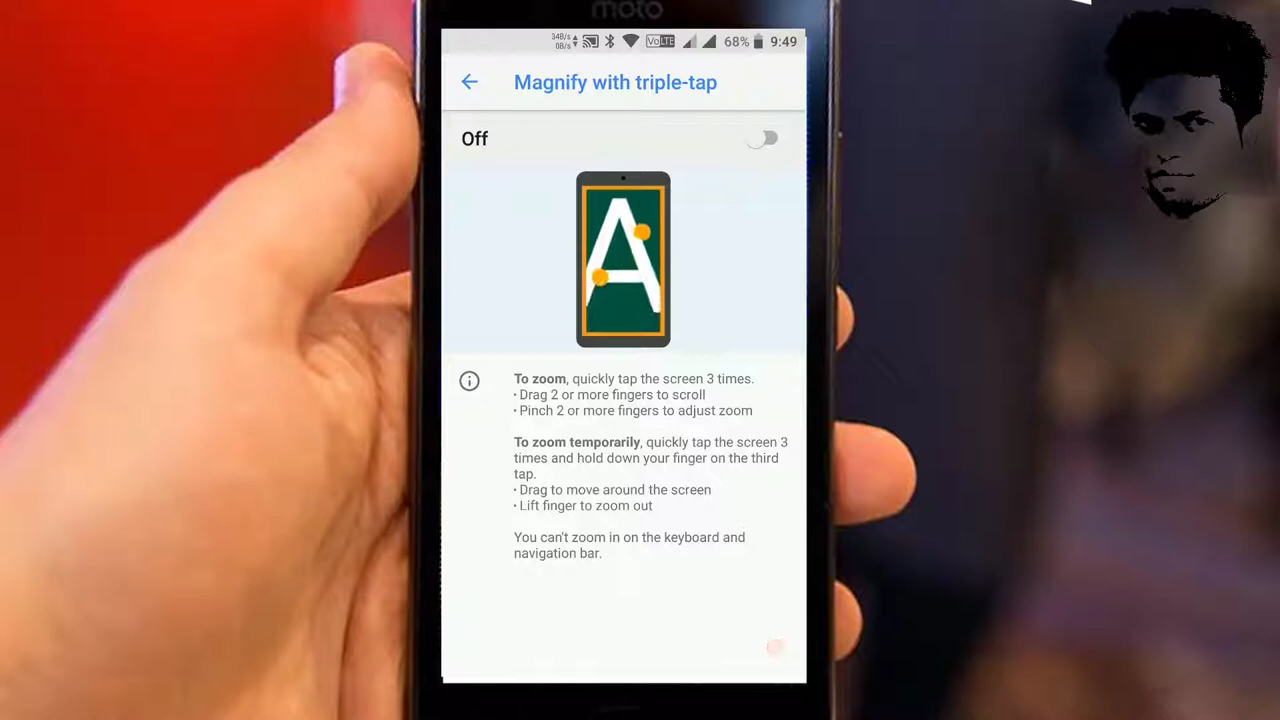 moto
34B/s
0B/s
VoLTE
68%
9:49
Magnify with triple-tap
Off
A
To zoom, quickly tap the screen 3 times.
· Drag 2 or more fingers to scroll
· Pinch 2 or more fingers to adjust zoom
To zoom temporarily, quickly tap the screen 3
times and hold down your finger on the third
tap.
· Drag to move around the screen
· Lift finger to zoom out
You can't zoom in on the keyboard and
navigation bar.